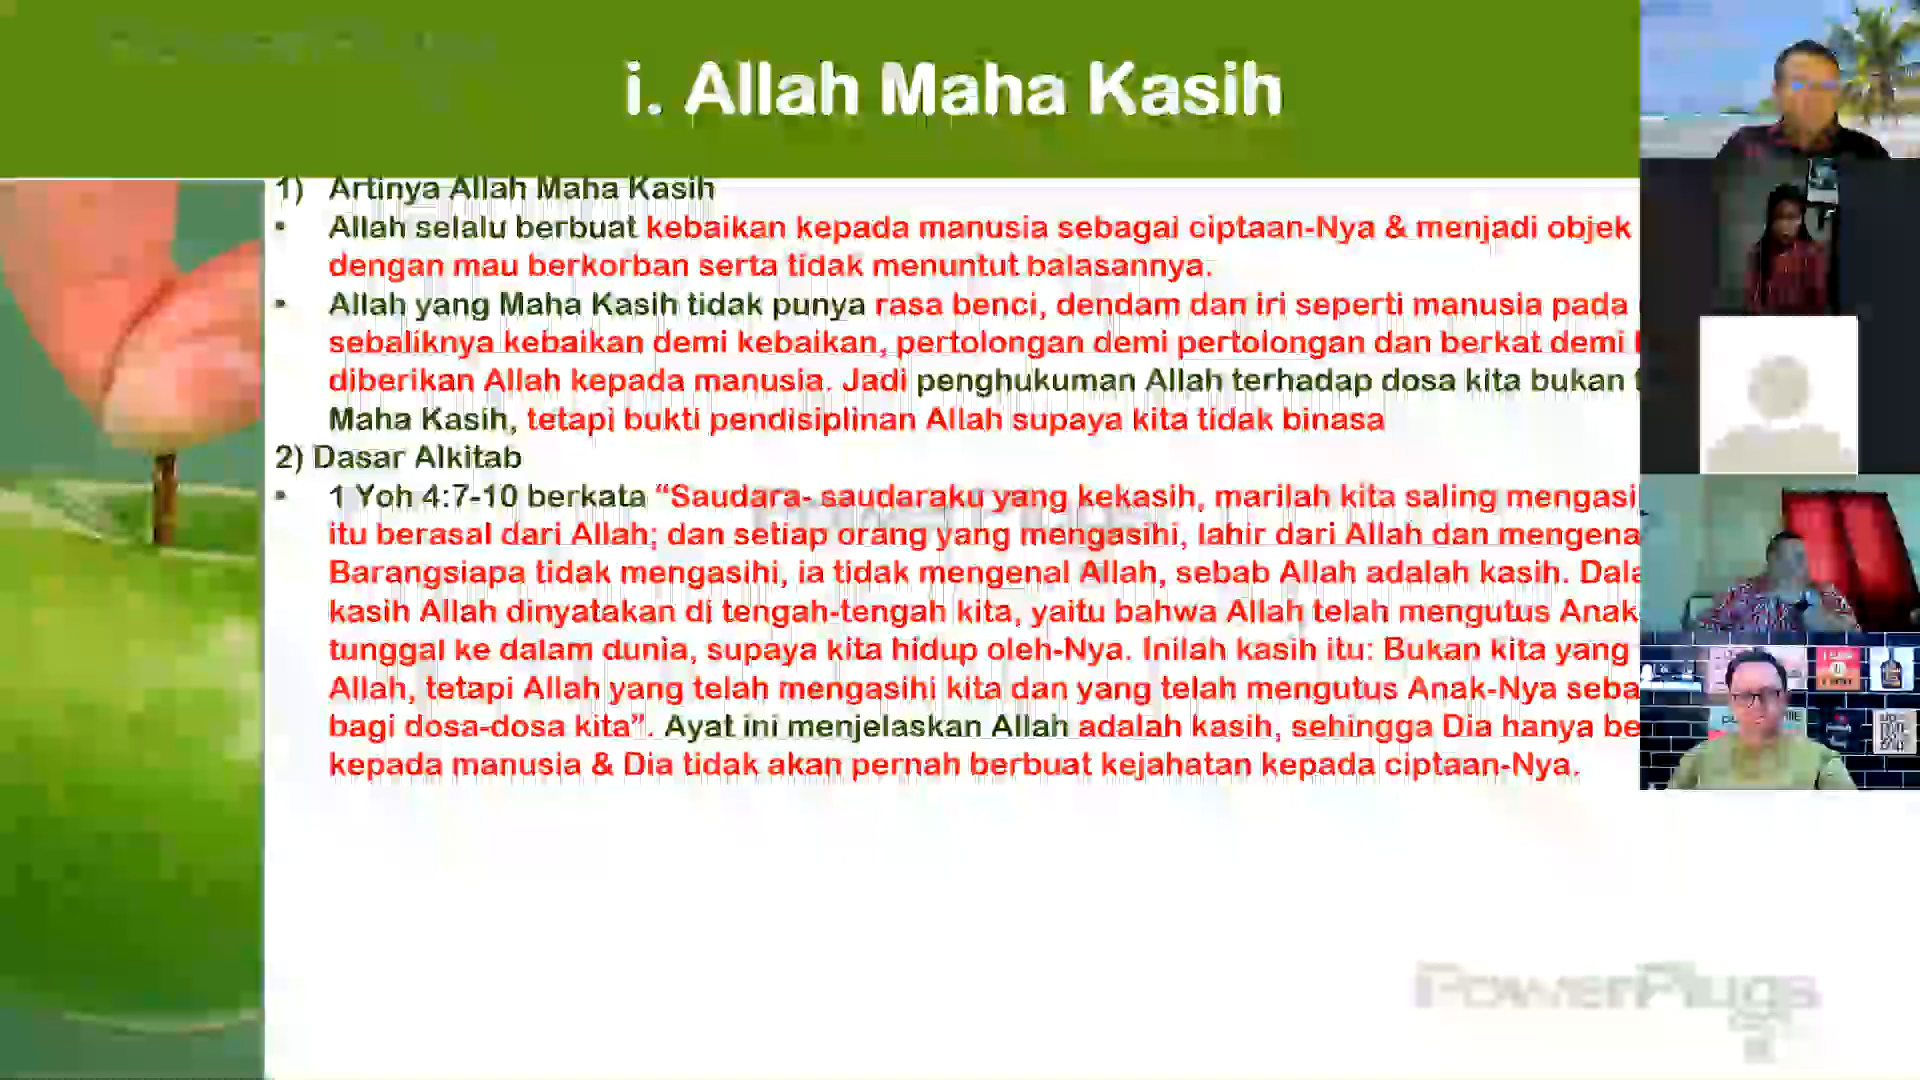 i. Allah Maha Kasih
1) Artinya Allah Maha Kasih
• Allah selalu berbuat kebaikan kepada manusia sebagai ciptaan-Nya & menjadi objek
dengan mau berkorban serta tidak menuntut balasannya.
• Allah yang Maha Kasih tidak punya rasa benci, dendam dan iri seperti manusia pada
sebaliknya kebaikan demi kebaikan, pertolongan demi pertolongan dan berkat demi
diberikan Allah kepada manusia. Jadi penghukuman Allah terhadap dosa kita bukan
Maha Kasih, tetapi bukti pendisiplinan Allah supaya kita tidak binasa
2) Dasar Alkitab
• 1 Yoh 4:7-10 berkata “Saudara- saudaraku yang kekasih, marilah kita saling mengasi
itu berasal dari Allah; dan setiap orang yang mengasihi, lahir dari Allah dan mengena
Barangsiapa tidak mengasihi, ia tidak mengenal Allah, sebab Allah adalah kasih. Dala
kasih Allah dinyatakan di tengah-tengah kita, yaitu bahwa Allah telah mengutus Anak
tunggal ke dalam dunia, supaya kita hidup oleh-Nya. Inilah kasih itu: Bukan kita yang
Allah, tetapi Allah yang telah mengasihi kita dan yang telah mengutus Anak-Nya seba
bagi dosa-dosa kita”. Ayat ini menjelaskan Allah adalah kasih, sehingga Dia hanya be
kepada manusia & Dia tidak akan pernah berbuat kejahatan kepada ciptaan-Nya.
PowerPlugs